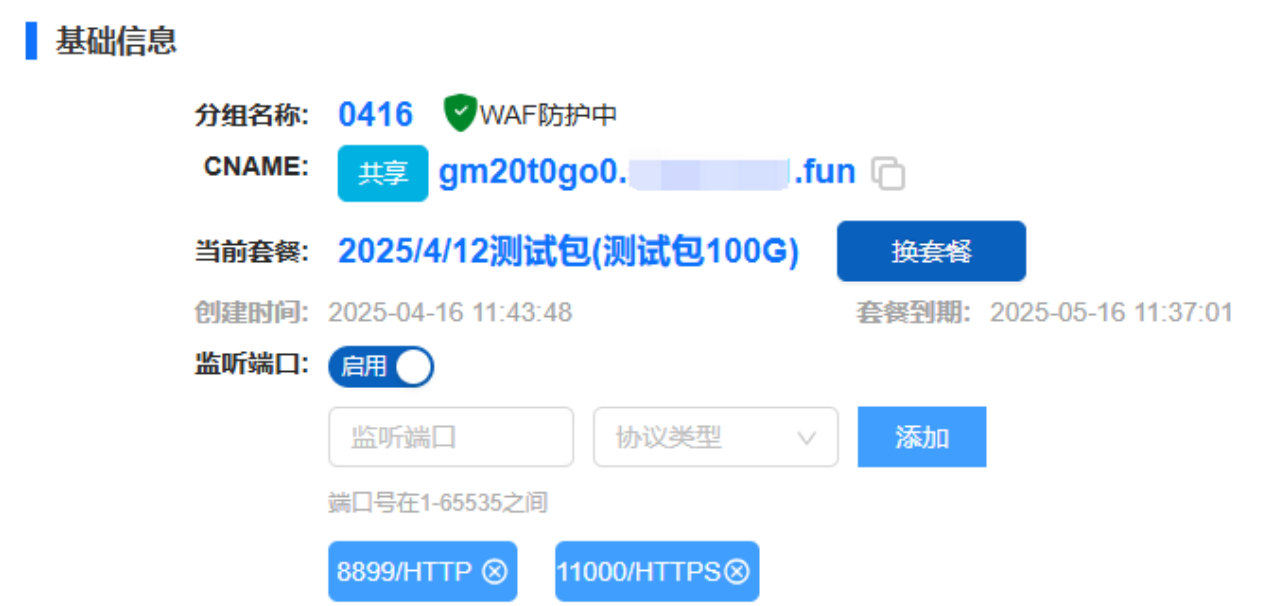 基础信息
分组名称: 0416 WAF防护中
CNAME: 共享 gm20t0go0. .fun
当前套餐: 2025/4/12测试包(测试包100G) 换套餐
创建时间: 2025-04-16 11:43:48 套餐到期: 2025-05-16 11:37:01
监听端口: 启用
监听端口 协议类型 添加
端口号在1-65535之间
8899/HTTP 11000/HTTPS